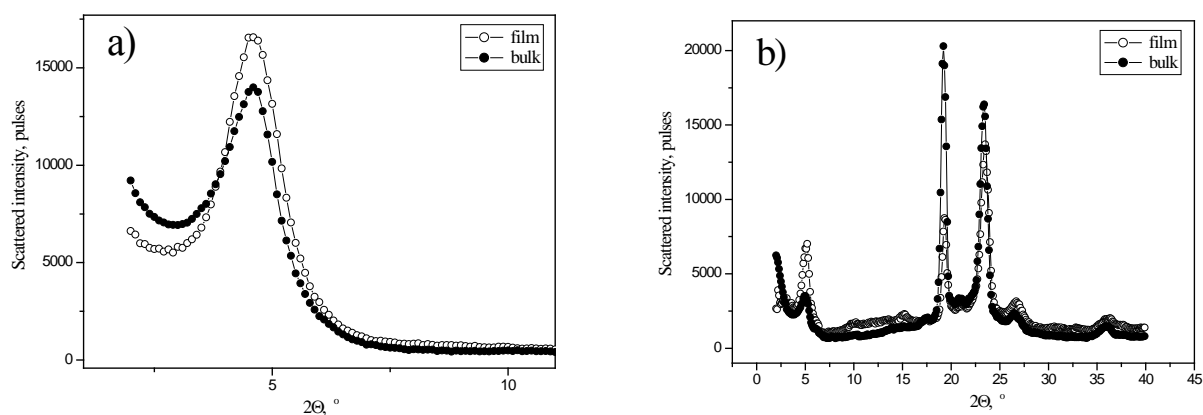 a)
film
bulk
15000
10000
5000
0
Scattered intensity, pulses
5
10
2Θ, °
b)
film
bulk
20000
15000
10000
5000
0
Scattered intensity, pulses
0 5 10 15 20 25 30 35 40 45
2Θ, °